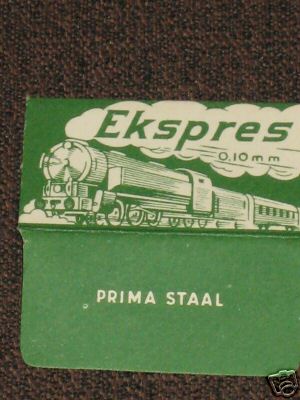 Ekspres
0.10 mm
PRIMA STAAL